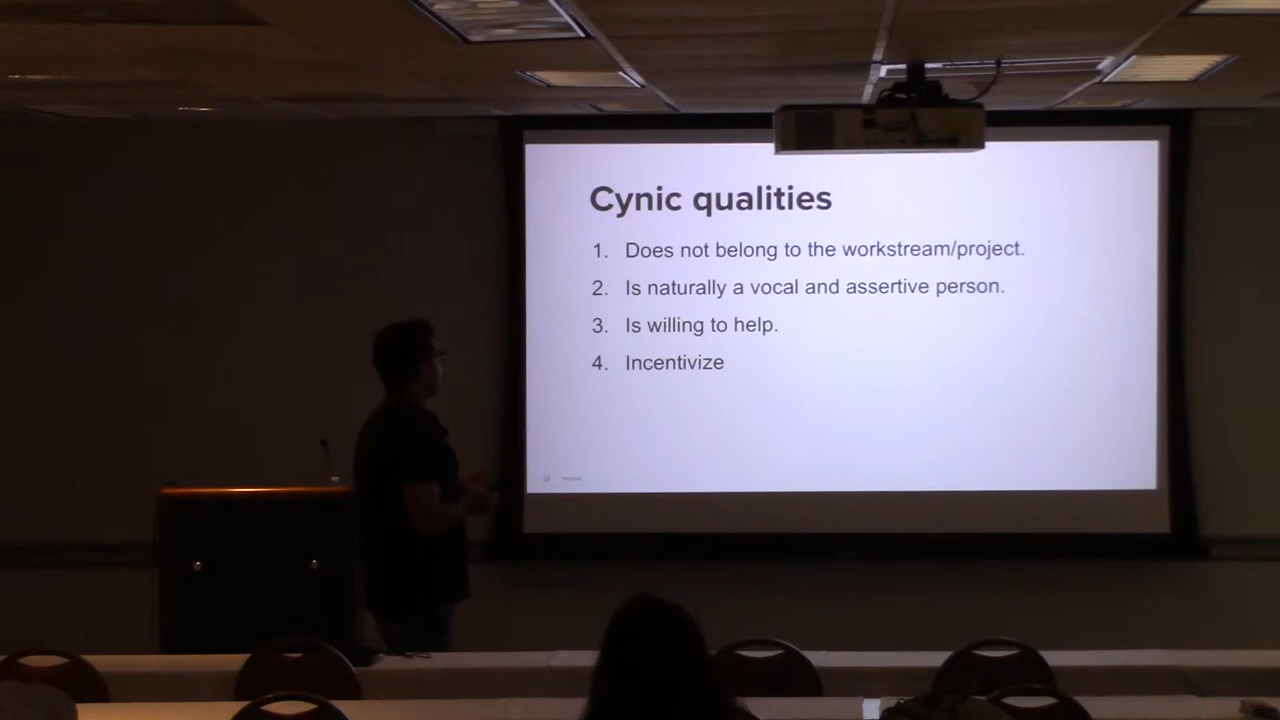 Cynic qualities
1. Does not belong to the workstream/project.
2. Is naturally a vocal and assertive person.
3. Is willing to help.
4. Incentivize